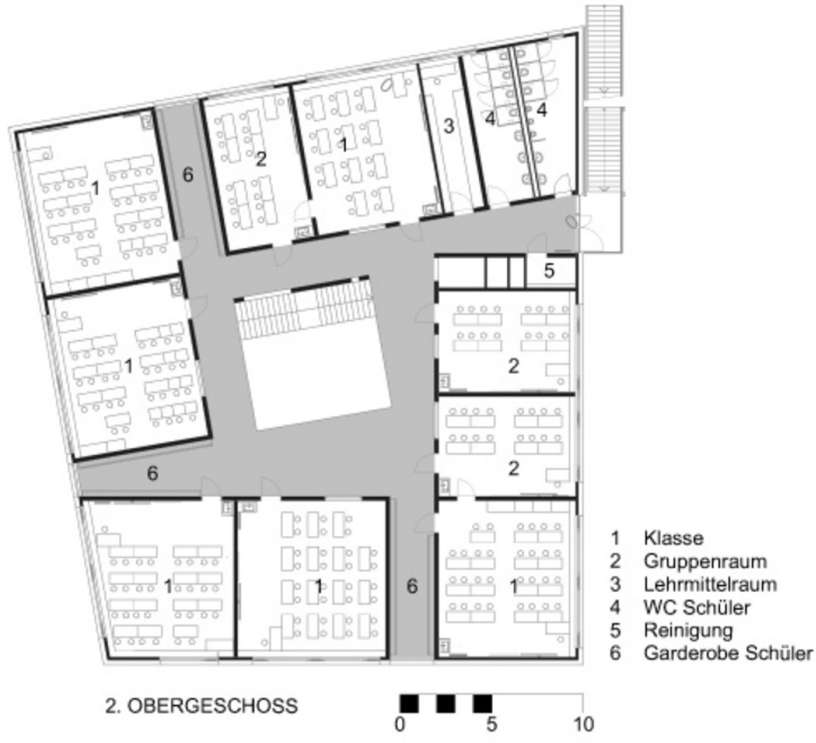 4
4
3
1
2
6
1
5
1
2
6
2
1
1
6
1
1 Klasse
2 Gruppenraum
3 Lehrmittelraum
4 WC Schüler
5 Reinigung
6 Garderobe Schüler
2. OBERGESCHOSS
0 5 10